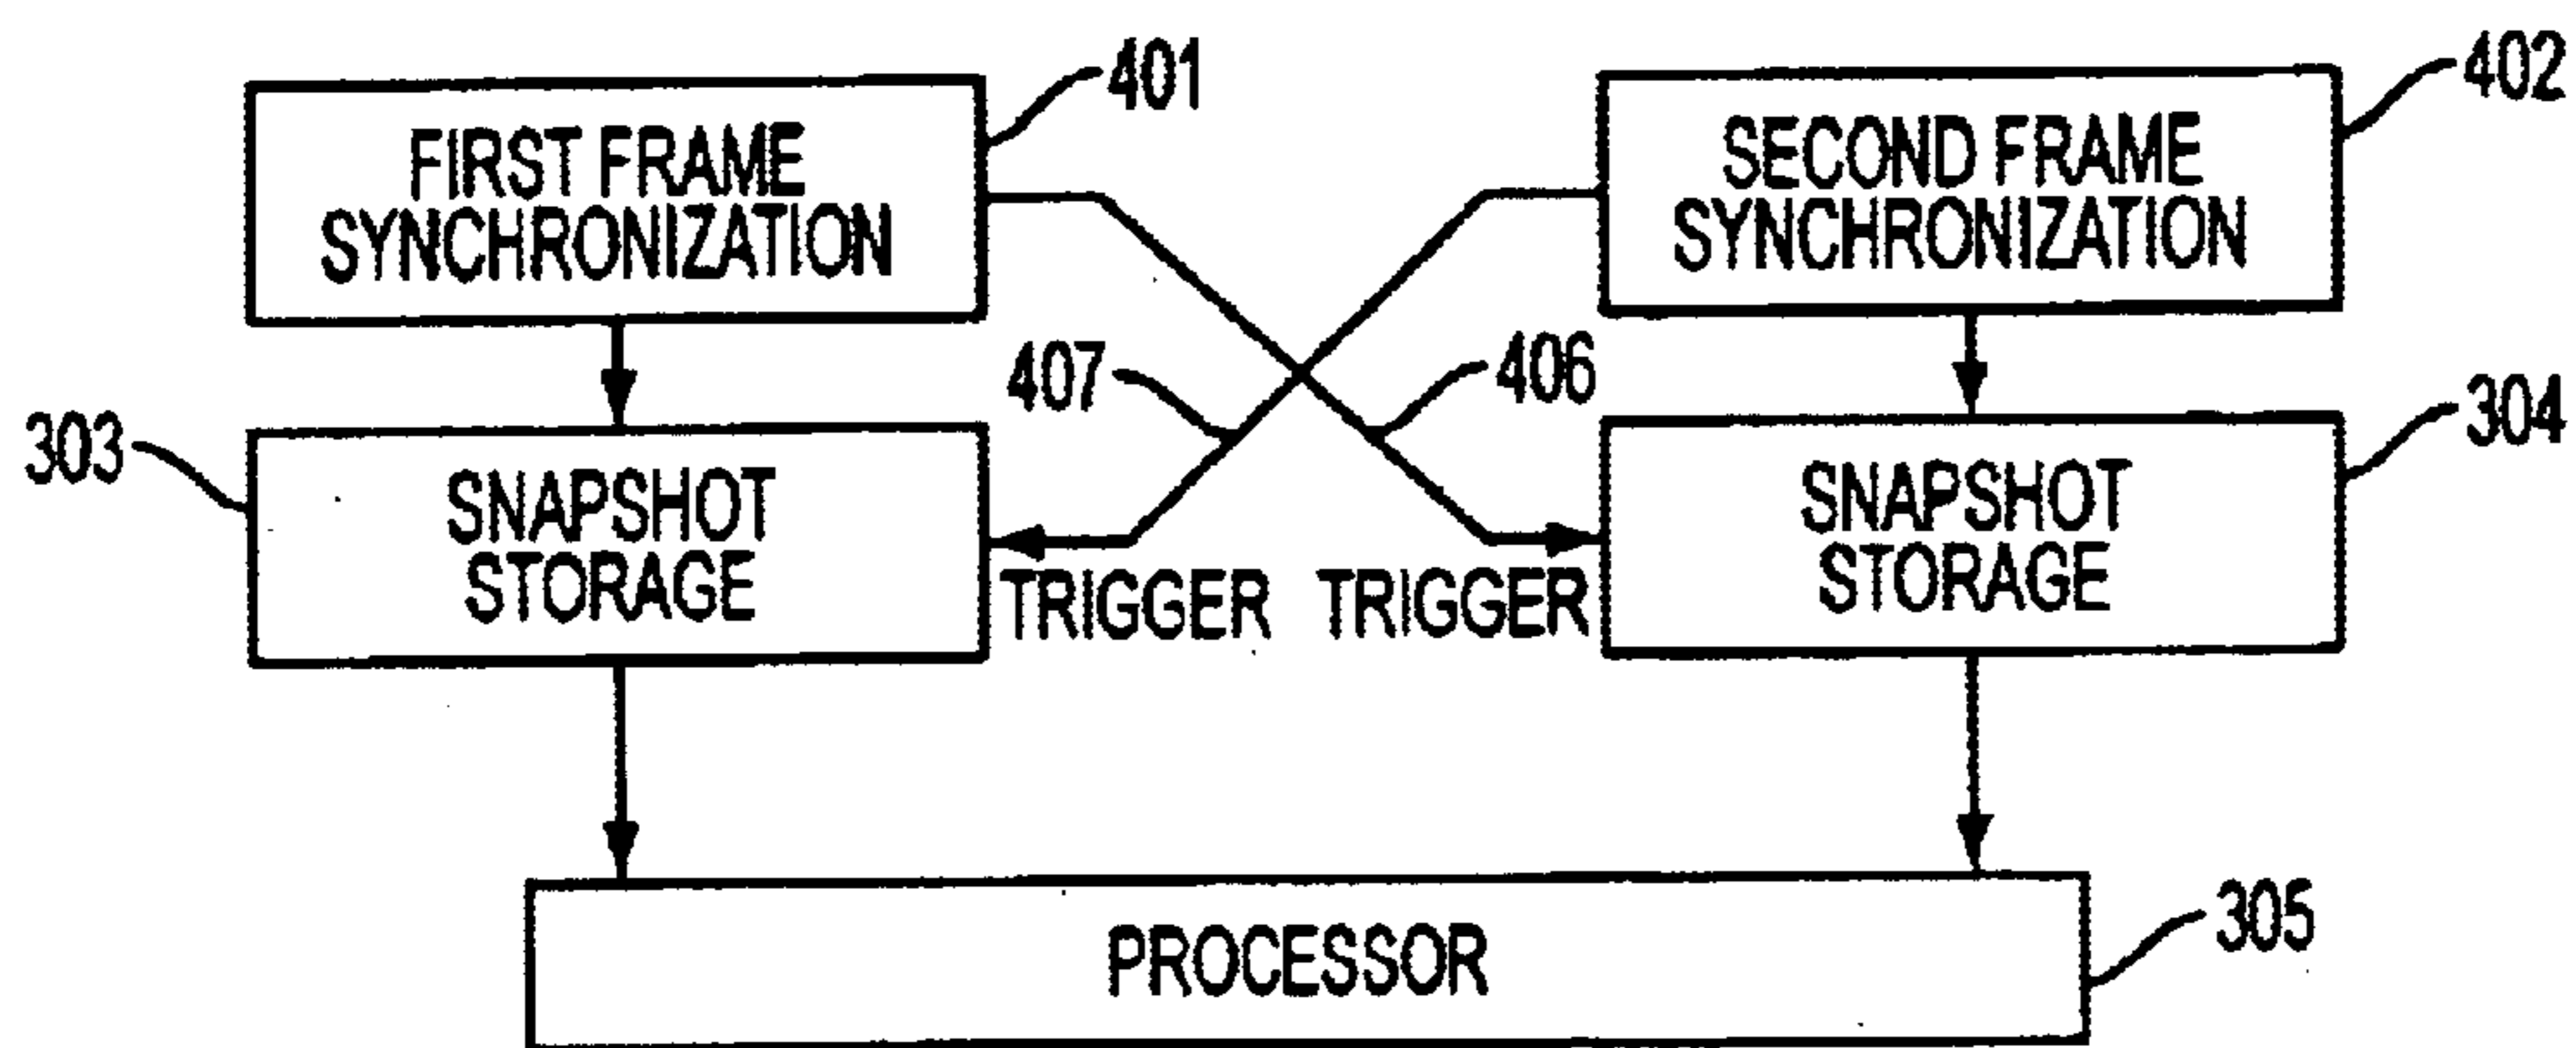 401
402
FIRST FRAME
SYNCHRONIZATION
SECOND FRAME
SYNCHRONIZATION
407
406
303
304
SNAPSHOT
STORAGE
SNAPSHOT
STORAGE
TRIGGER
TRIGGER
PROCESSOR
305